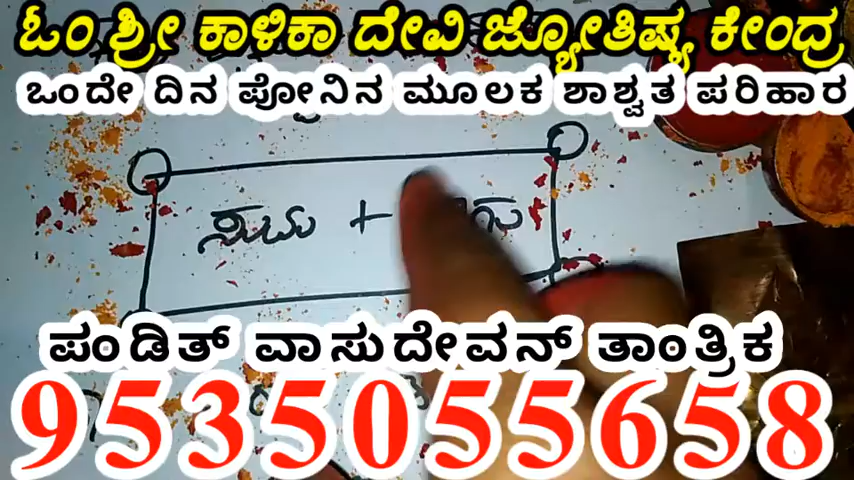 ಓಂ ಶ್ರೀ ಕಾಳಿಕಾ ದೇವಿ ಜ್ಯೋತಿಷ್ಯ ಕೇಂದ್ರ
ಒಂದೇ ದಿನ ಪೋನಿನ ಮೂಲಕ ಶಾಶ್ವತ ಪರಿಹಾರ
+
ಪಂಡಿತ್ ವಾಸುದೇವನ್ ತಾಂತ್ರಿಕ
9535055658